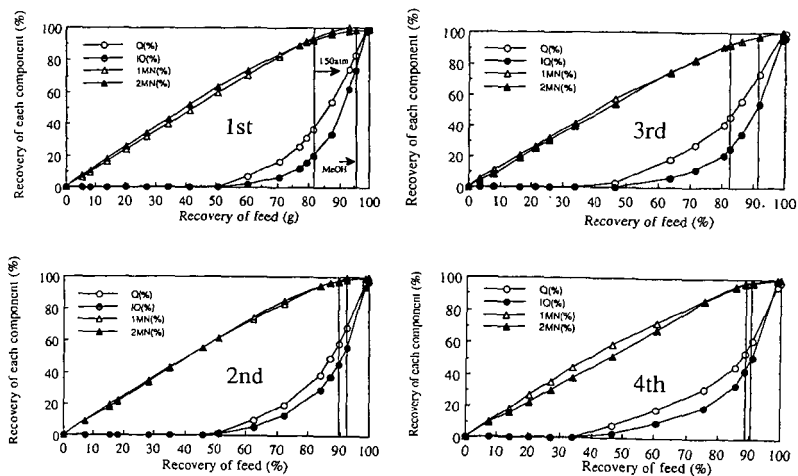 Recovery of each component (%)
100
80
60
40
20
0
Q(%)
IQ(%)
1MN(%)
2MN(%)
1st
150atm
MeOH
0 10 20 30 40 50 60 70 80 90 100
Recovery of feed (g)
Recovery of each component (%)
100
80
60
40
20
0
Q(%)
IQ(%)
1MN(%)
2MN(%)
3rd
0 10 20 30 40 50 60 70 80 90 100
Recovery of feed (%)
Recovery of each component (%)
100
80
60
40
20
0
Q(%)
IQ(%)
1MN(%)
2MN(%)
2nd
0 10 20 30 40 50 60 70 80 90 100
Recovery of feed (%)
Recovery of each component (%)
100
80
60
40
20
0
Q(%)
IQ(%)
1MN(%)
2MN(%)
4th
0 10 20 30 40 50 60 70 80 90 100
Recovery of feed (%)